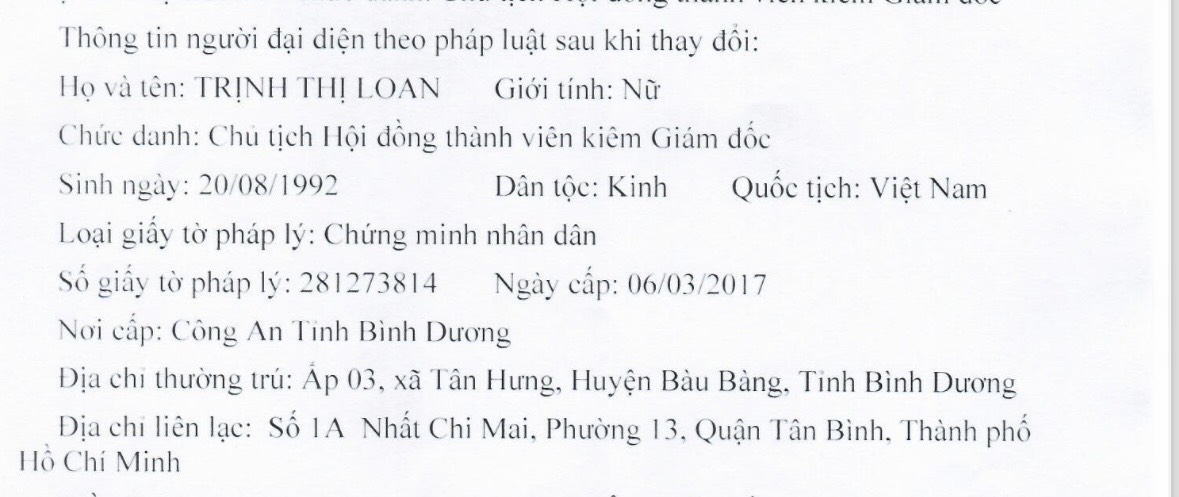 Thông tin người đại diện theo pháp luật sau khi thay đổi:
Họ và tên: TRỊNH THỊ LOAN Giới tính: Nữ
Chức danh: Chủ tịch Hội đồng thành viên kiêm Giám đốc
Sinh ngày: 20/08/1992 Dân tộc: Kinh Quốc tịch: Việt Nam
Loại giấy tờ pháp lý: Chứng minh nhân dân
Số giấy tờ pháp lý: 281273814 Ngày cấp: 06/03/2017
Nơi cấp: Công An Tỉnh Bình Dương
Địa chỉ thường trú: Ấp 03, xã Tân Hưng, Huyện Bàu Bàng, Tỉnh Bình Dương
Địa chỉ liên lạc: Số 1A Nhất Chi Mai, Phường 13, Quận Tân Bình, Thành phố
Hồ Chí Minh